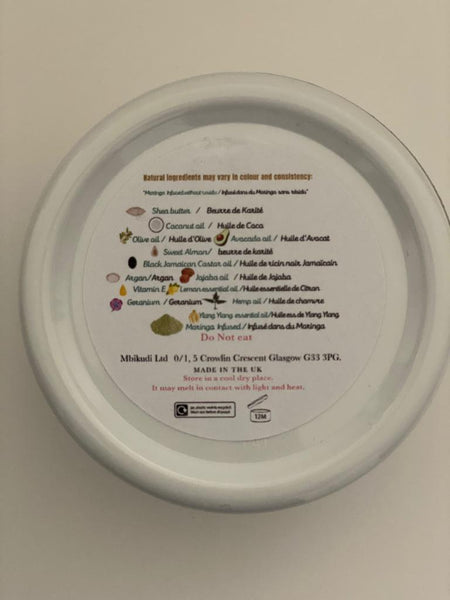 Natural ingredients may vary in colour and consistency:
"Moringa Infused without residu / Infusé dans du Moringa sans résidu"
Shea butter / Beurre de Karité
Coconut oil / Huile de Coco
Olive oil / Huile d'Olive Avocado oil / Huile d'Avocat
Sweet Alman/ beurre de karité
Black Jamaican Castor oil / Huile de ricin noir Jamaïcain
Argan/Argan Jojoba oil / Huile de Jojoba
Vitamin E Lemon essential oil/Huile essentielle de Citron
Geranium / Geranium Hemp oil / Huile de chanvre
Ylang Ylang essential oil/Huile ess de Ylang Ylang
Moringa Infused / Infusé dans du Moringa
Do Not eat
Mbikudi Ltd 0/1, 5 Crowlin Crescent Glasgow G33 3PG.
MADE IN THE UK
Store in a cool dry place.
It may melt in contact with light and heat.
12M